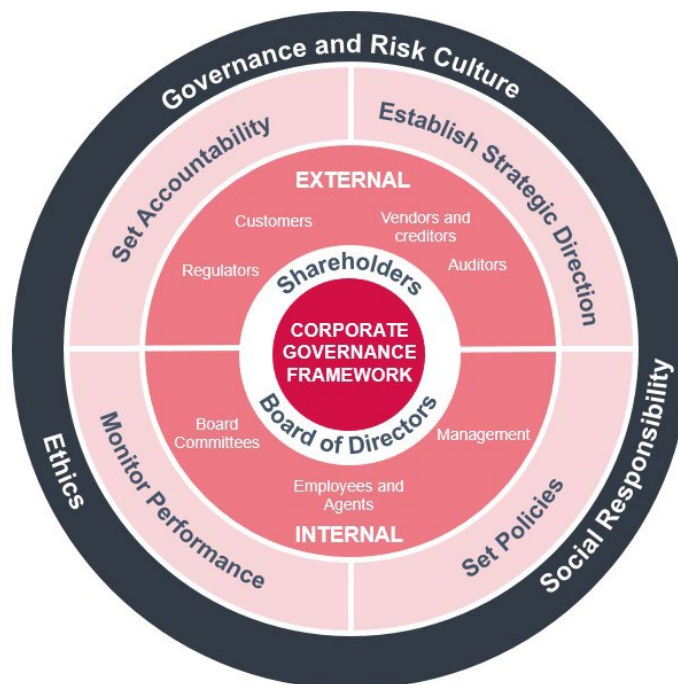 Governance and Risk Culture
Set Accountability
Establish Strategic Direction
EXTERNAL
Customers
Vendors and
creditors
Regulators
Auditors
Shareholders
CORPORATE
GOVERNANCE
FRAMEWORK
Board of Directors
Board
Committees
Management
Employees and
Agents
INTERNAL
Monitor Performance
Set Policies
Ethics
Social Responsibility